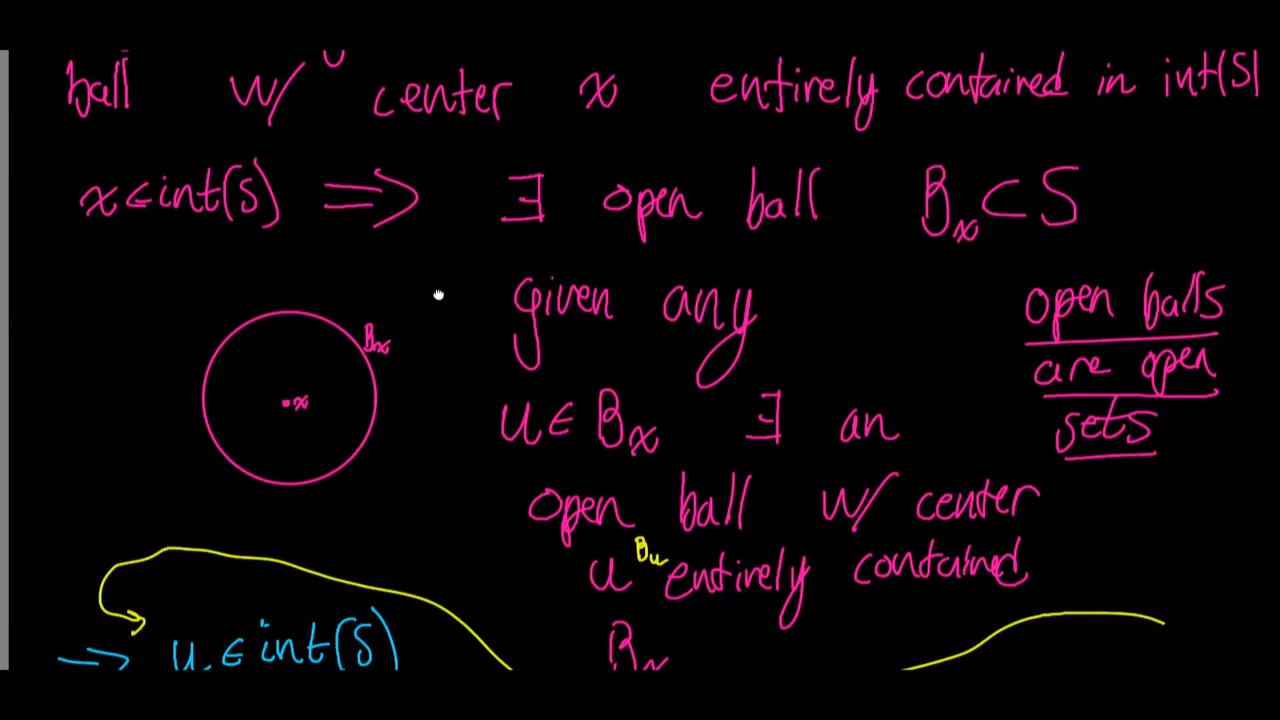 ball w/ center x entirely contained in int(S)
x ∈ int(S) ⟹ ∃ open ball Bₓ ⊂ S
given any
u ∈ Bₓ ∃ an
open ball w/ center
u Bᵤ entirely contained
Bₓ
open balls
are open
sets
Bₓ
x
⟹ u ∈ int(S)